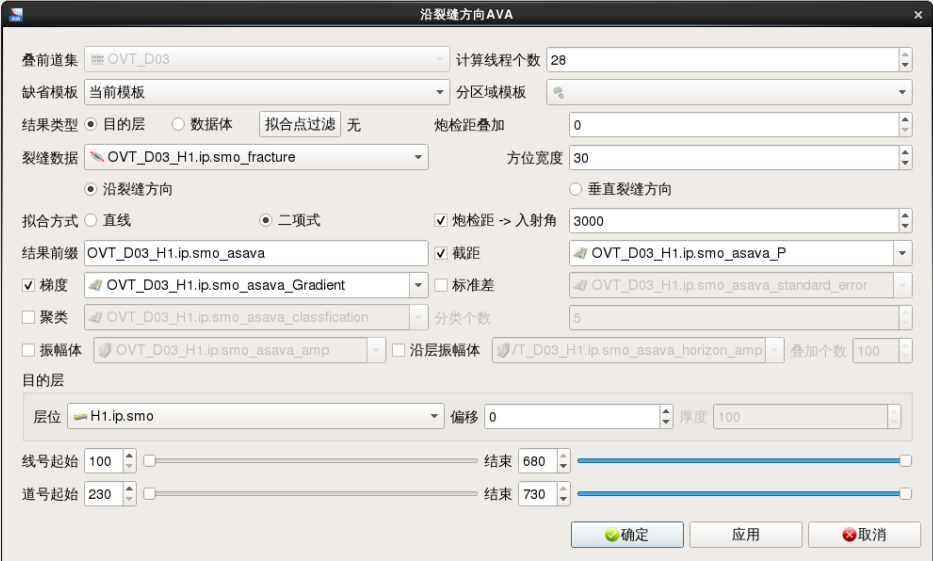 沿裂缝方向AVA
叠前道集 OVT_D03 计算线程个数 28
缺省模板 当前模板 分区域模板
结果类型 目的层 数据体 拟合点过滤 无 炮检距叠加 0
裂缝数据 OVT_D03_H1.ip.smo_fracture 方位宽度 30
沿裂缝方向 垂直裂缝方向
拟合方式 直线 二项式 炮检距 -> 入射角 3000
结果前缀 OVT_D03_H1.ip.smo_asava 截距 OVT_D03_H1.ip.smo_asava_P
梯度 OVT_D03_H1.ip.smo_asava_Gradient 标准差 OVT_D03_H1.ip.smo_asava_standard_error
聚类 OVT_D03_H1.ip.smo_asava_classfication 分类个数 5
振幅体 OVT_D03_H1.ip.smo_asava_amp 沿层振幅体 /T_D03_H1.ip.smo_asava_horizon_amp 叠加个数 100
目的层
层位 H1.ip.smo 偏移 0 厚度 100
线号起始 100 结束 680
道号起始 230 结束 730
确定 应用 取消